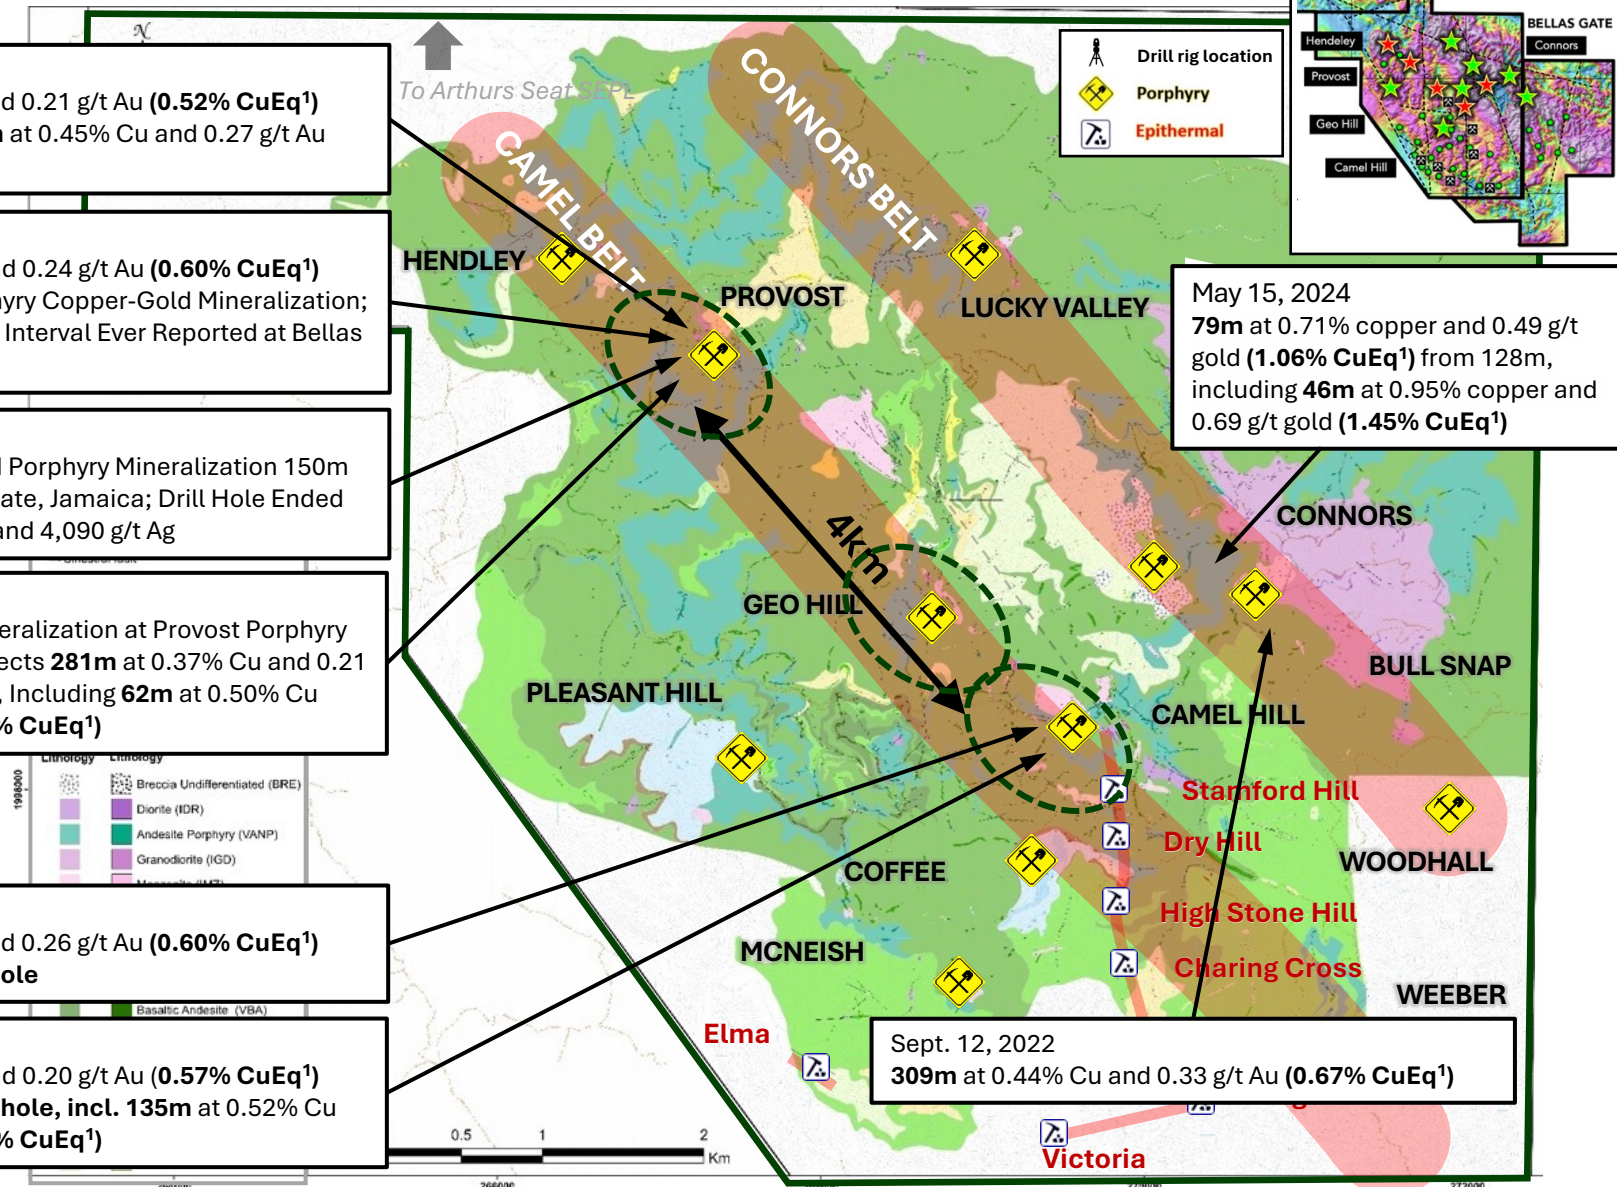 N
To Arthurs Seat SEPL
d 0.21 g/t Au (0.52% CuEq¹)
at 0.45% Cu and 0.27 g/t Au
d 0.24 g/t Au (0.60% CuEq¹)
yry Copper-Gold Mineralization;
Interval Ever Reported at Bellas
Porphyry Mineralization 150m
ate, Jamaica; Drill Hole Ended
and 4,090 g/t Ag
eralization at Provost Porphyry
ects 281m at 0.37% Cu and 0.21
, Including 62m at 0.50% Cu
% CuEq¹)
Lithology Lithology
Breccia Undifferentiated (BRE)
Diorite (IDR)
Andesite Porphyry (VANP)
Granodiorite (IGD)
1998000
d 0.26 g/t Au (0.60% CuEq¹)
ole
Basaltic Andesite (VBA)
d 0.20 g/t Au (0.57% CuEq¹)
hole, incl. 135m at 0.52% Cu
% CuEq¹)
0.5 1 2
Km
CAMEL BELT
CONNORS BELT
HENDLEY
PROVOST
LUCKY VALLEY
4km
GEO HILL
PLEASANT HILL
CONNORS
BULL SNAP
CAMEL HILL
Stamford Hill
Dry Hill
High Stone Hill
Charing Cross
WOODHALL
COFFEE
MCNEISH
WEEBER
Elma
Victoria
Drill rig location
Porphyry
Epithermal
BELLAS GATE
Hendeley
Connors
Provost
Geo Hill
Camel Hill
May 15, 2024
79m at 0.71% copper and 0.49 g/t
gold (1.06% CuEq¹) from 128m,
including 46m at 0.95% copper and
0.69 g/t gold (1.45% CuEq¹)
Sept. 12, 2022
309m at 0.44% Cu and 0.33 g/t Au (0.67% CuEq¹)